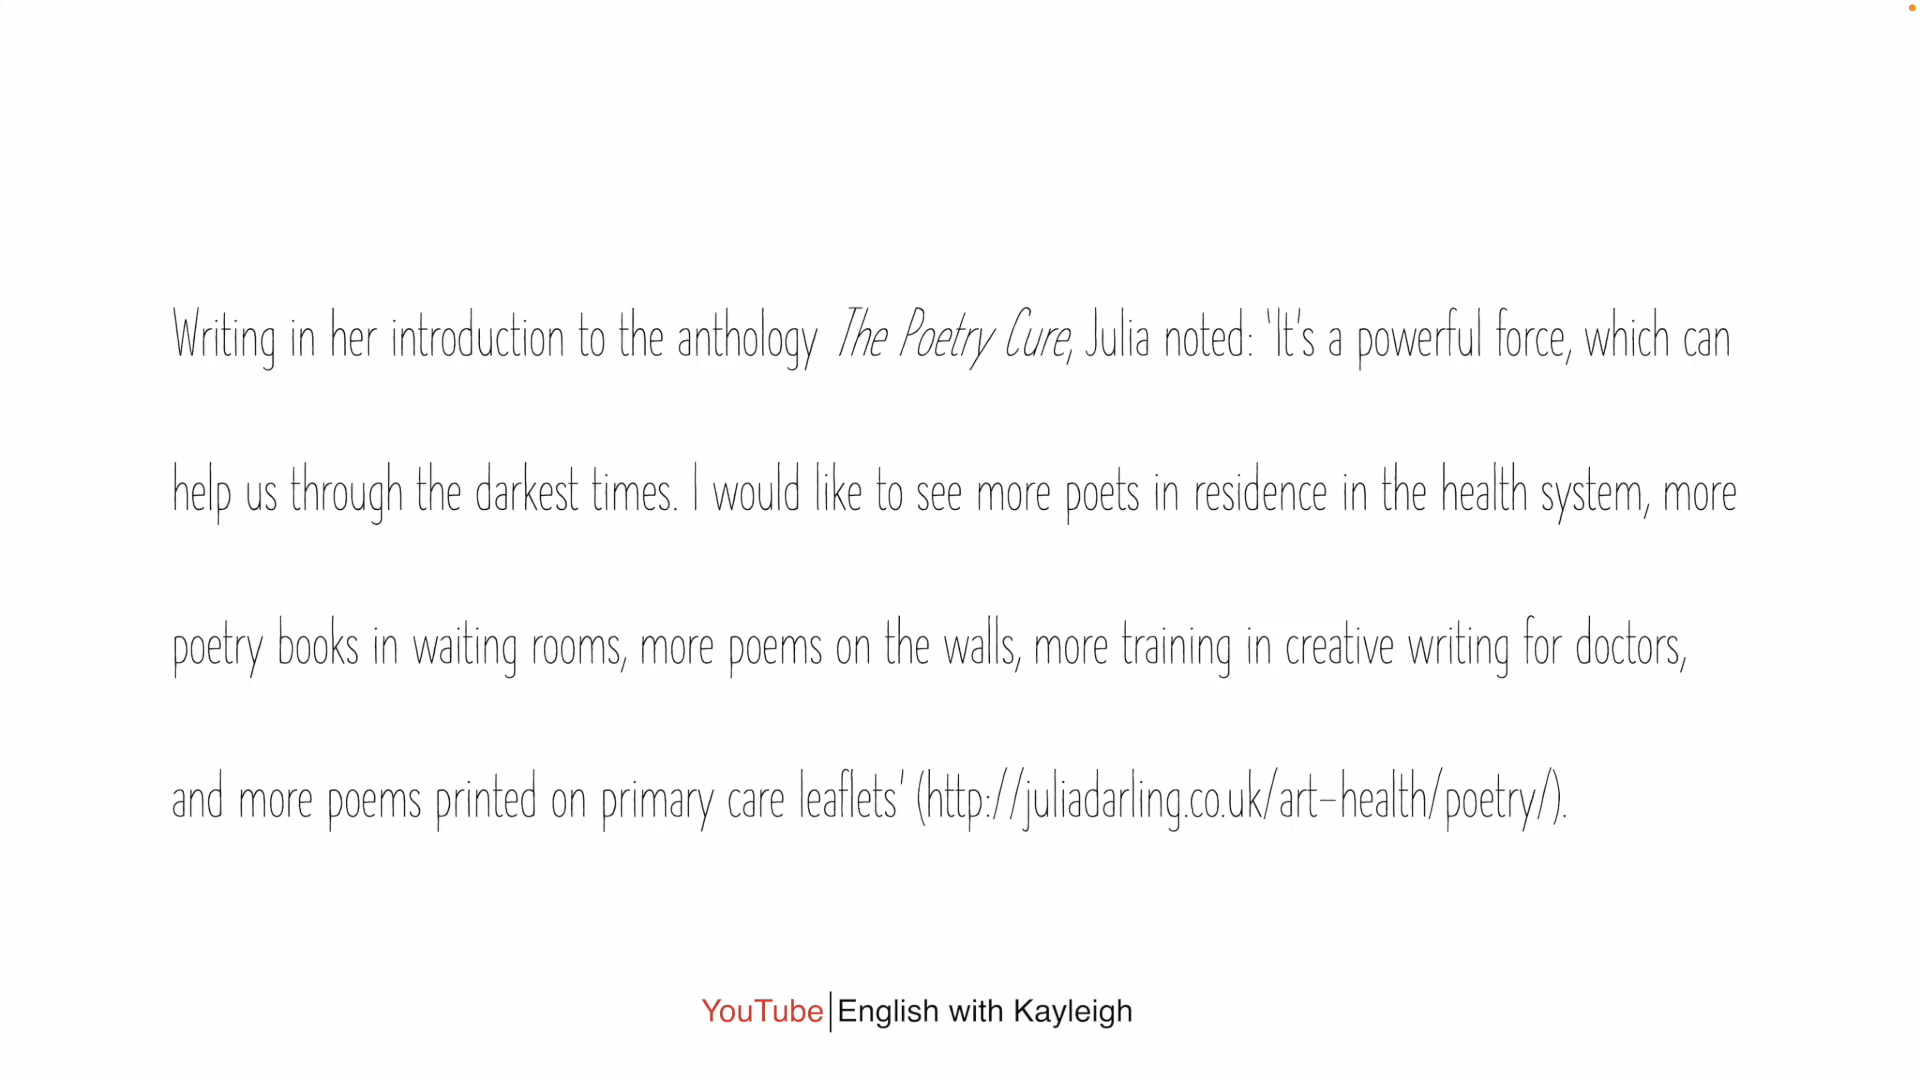 Writing in her introduction to the anthology The Poetry Cure, Julia noted: ‘It’s a powerful force, which can
help us through the darkest times. I would like to see more poets in residence in the health system, more
poetry books in waiting rooms, more poems on the walls, more training in creative writing for doctors,
and more poems printed on primary care leaflets’ (http://juliadarling.co.uk/art-health/poetry/).
YouTube|English with Kayleigh